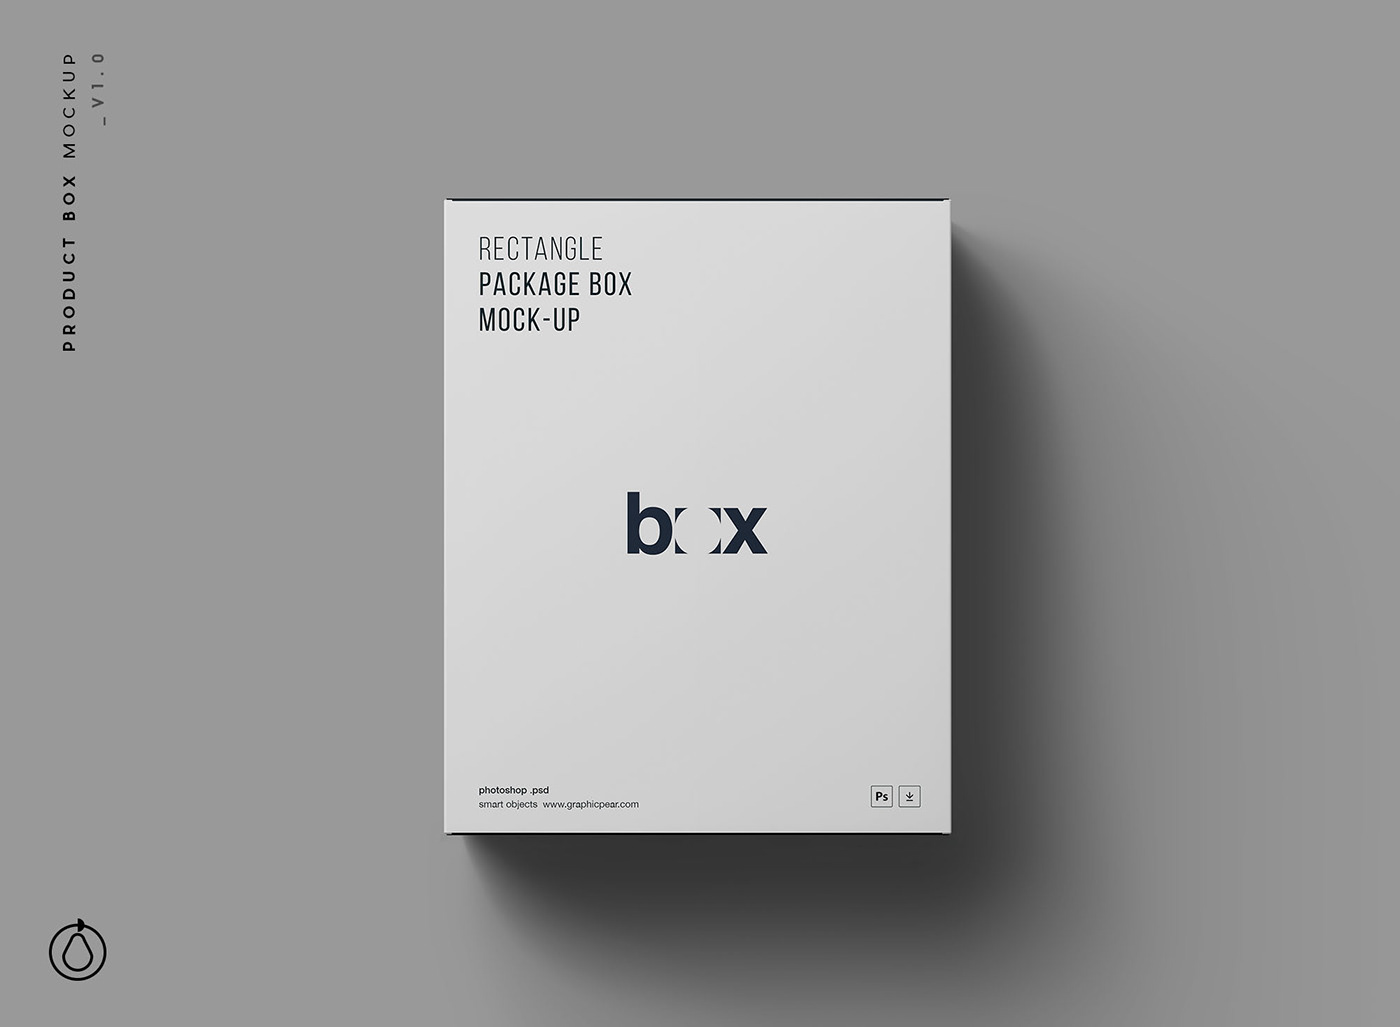 PRODUCT BOX MOCKUP
_V1.0
RECTANGLE
PACKAGE BOX
MOCK-UP
box
photoshop .psd
smart objects www.graphicpear.com
Ps